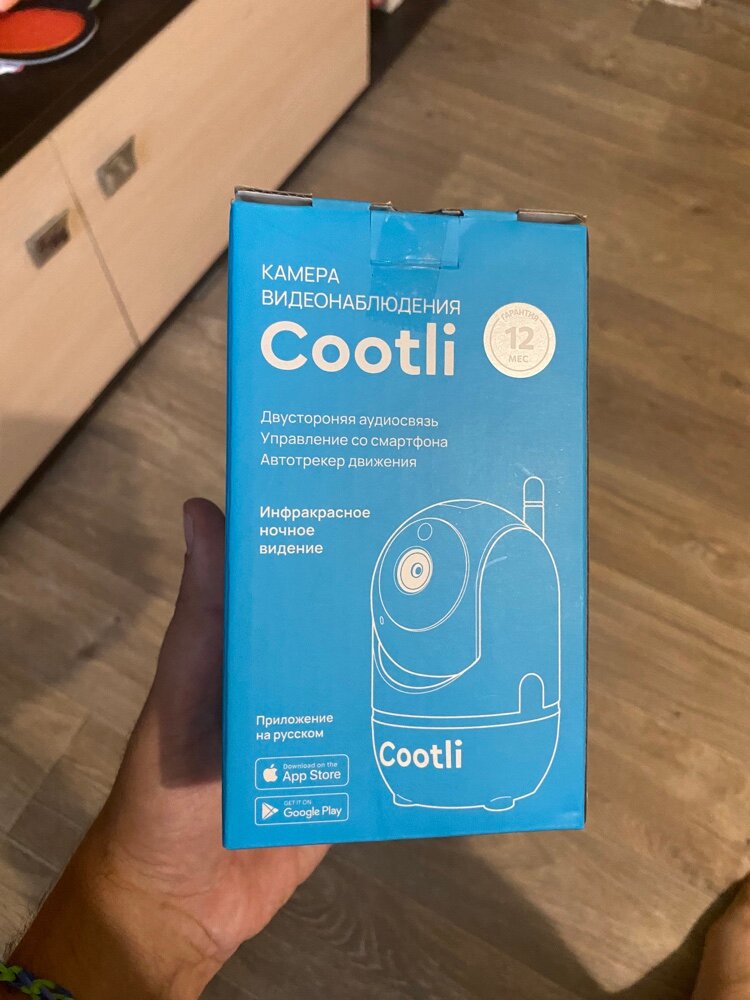 КАМЕРА
ВИДЕОНАБЛЮДЕНИЯ
Cootli
ГАРАНТИЯ
12
МЕС.
Двустороняя аудиосвязь
Управление со смартфона
Автотрекер движения
Инфракрасное
ночное
видение
Приложение
на русском
Download on the
App Store
GET IT ON
Google Play
Cootli